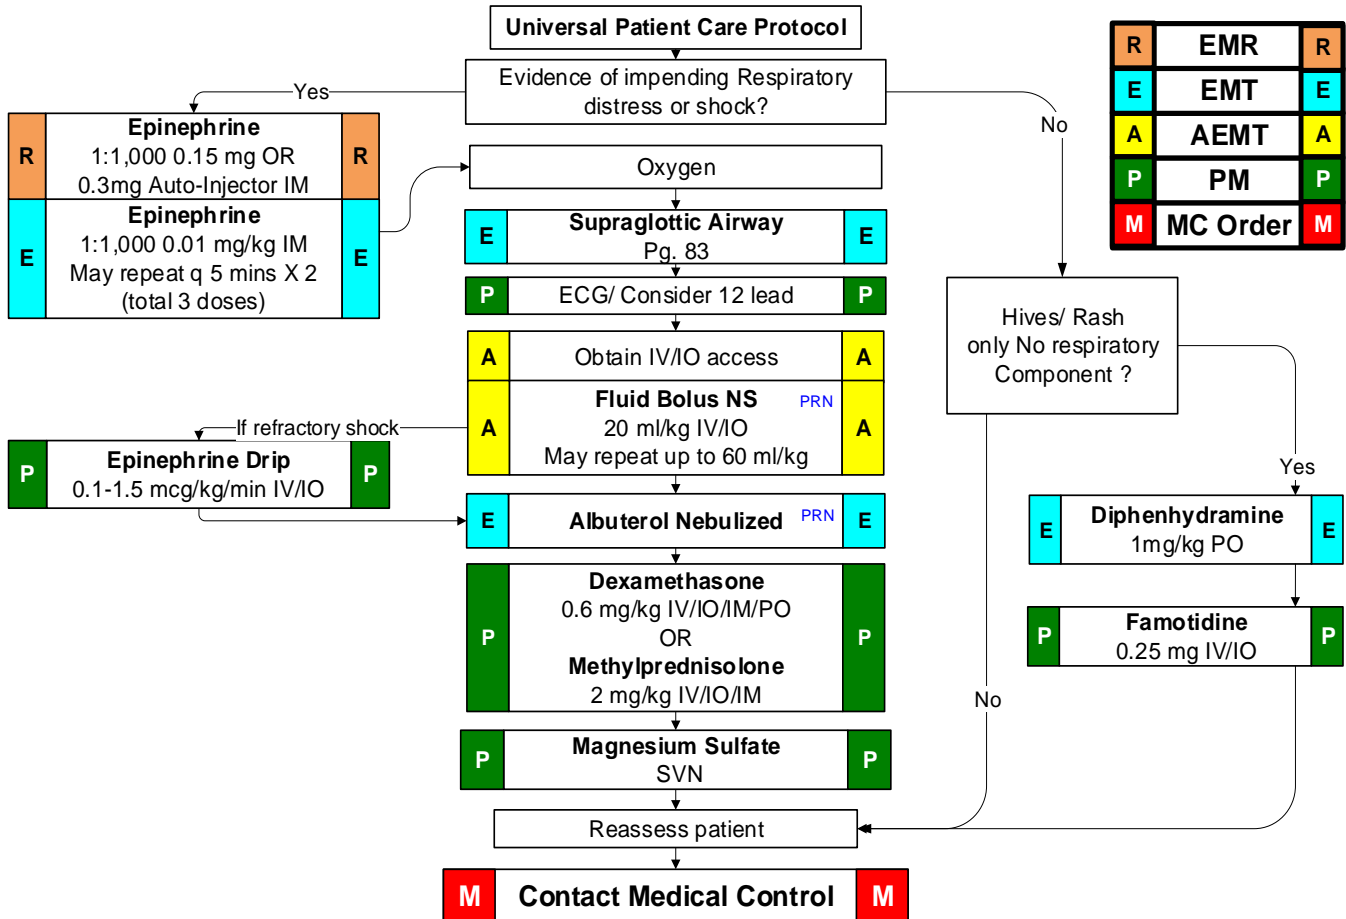 Universal Patient Care Protocol
Evidence of impending Respiratory
distress or shock?
Yes
No
R EMR R
E EMT E
A AEMT A
P PM P
M MC Order M
R Epinephrine R
1:1,000 0.15 mg OR
0.3mg Auto-Injector IM
E Epinephrine E
1:1,000 0.01 mg/kg IM
May repeat q 5 mins X 2
(total 3 doses)
Oxygen
E Supraglottic Airway E
Pg. 83
P ECG/ Consider 12 lead P
A Obtain IV/IO access A
A Fluid Bolus NS PRN A
20 ml/kg IV/IO
May repeat up to 60 ml/kg
If refractory shock
P Epinephrine Drip P
0.1-1.5 mcg/kg/min IV/IO
E Albuterol Nebulized PRN E
P Dexamethasone P
0.6 mg/kg IV/IO/IM/PO
OR
Methylprednisolone
2 mg/kg IV/IO/IM
P Magnesium Sulfate P
SVN
Hives/ Rash
only No respiratory
Component ?
Yes
No
E Diphenhydramine E
1mg/kg PO
P Famotidine P
0.25 mg IV/IO
Reassess patient
M Contact Medical Control M